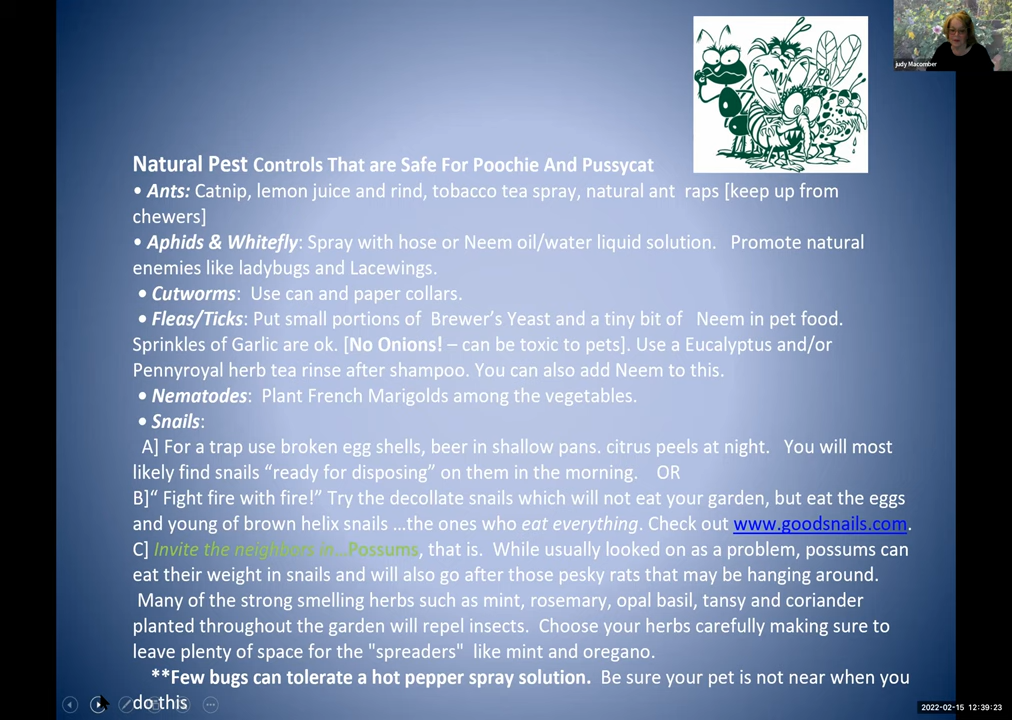 judy Macomber
Natural Pest Controls That are Safe For Poochie And Pussycat
• Ants: Catnip, lemon juice and rind, tobacco tea spray, natural ant  raps [keep up from
chewers]
• Aphids & Whitefly: Spray with hose or Neem oil/water liquid solution.   Promote natural
enemies like ladybugs and Lacewings.
• Cutworms:  Use can and paper collars.
• Fleas/Ticks: Put small portions of  Brewer’s Yeast and a tiny bit of   Neem in pet food.
Sprinkles of Garlic are ok. [No Onions! – can be toxic to pets]. Use a Eucalyptus and/or
Pennyroyal herb tea rinse after shampoo. You can also add Neem to this.
• Nematodes:  Plant French Marigolds among the vegetables.
• Snails:
A] For a trap use broken egg shells, beer in shallow pans. citrus peels at night.   You will most
likely find snails “ready for disposing” on them in the morning.    OR
B]“ Fight fire with fire!” Try the decollate snails which will not eat your garden, but eat the eggs
and young of brown helix snails …the ones who eat everything. Check out www.goodsnails.com.
C] Invite the neighbors in…Possums, that is.  While usually looked on as a problem, possums can
eat their weight in snails and will also go after those pesky rats that may be hanging around.
Many of the strong smelling herbs such as mint, rosemary, opal basil, tansy and coriander
planted throughout the garden will repel insects.  Choose your herbs carefully making sure to
leave plenty of space for the "spreaders"  like mint and oregano.
**Few bugs can tolerate a hot pepper spray solution.  Be sure your pet is not near when you
do this
2022-02-15 12:39:23